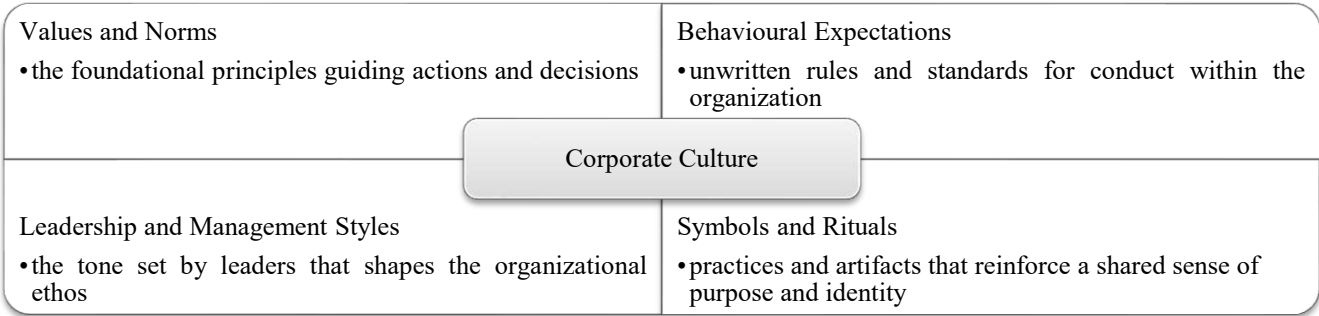 Values and Norms
•the foundational principles guiding actions and decisions
Behavioural Expectations
•unwritten rules and standards for conduct within the
organization
Corporate Culture
Leadership and Management Styles
•the tone set by leaders that shapes the organizational
ethos
Symbols and Rituals
•practices and artifacts that reinforce a shared sense of
purpose and identity